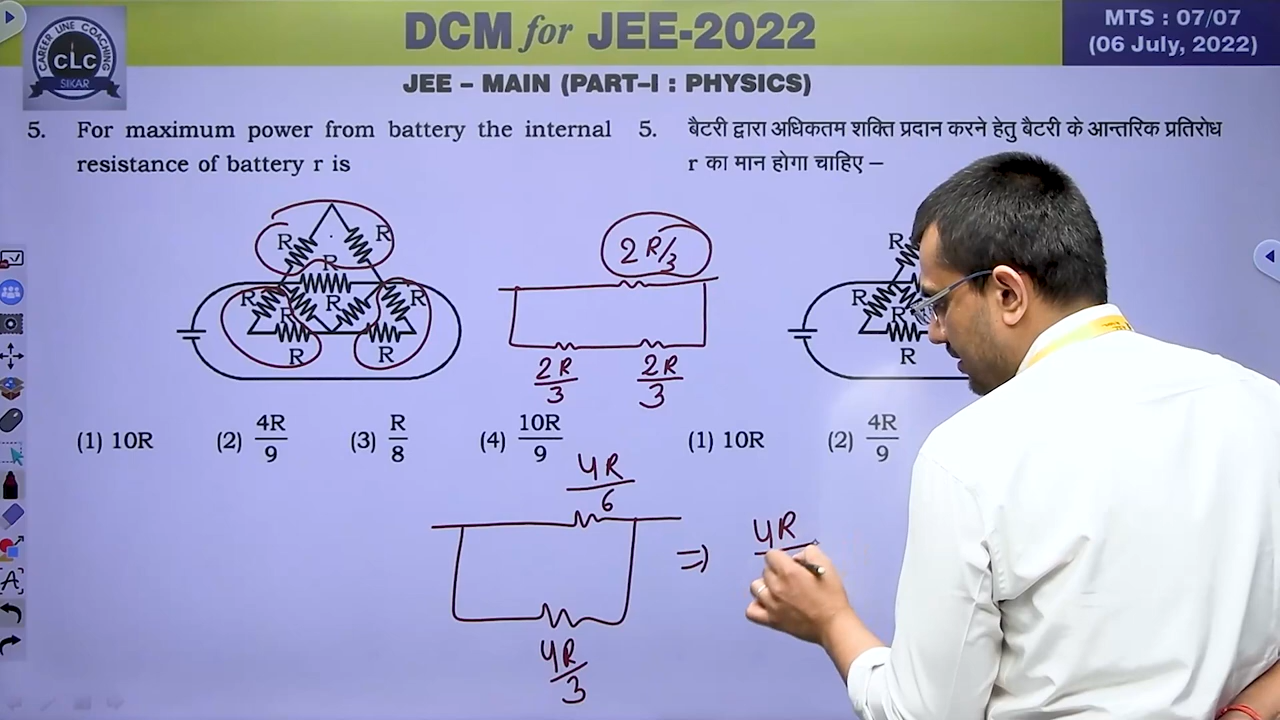 DCM for JEE-2022
MTS : 07/07
(06 July, 2022)
CAREER LINE COACHING
CLC
SIKAR
JEE – MAIN (PART–I : PHYSICS)
5. For maximum power from battery the internal
resistance of battery r is
R R
R
R R R
R
R R
2R/3
2R/3 2R/3
(1) 10R (2) 4R/9 (3) R/8 (4) 10R/9
4R/6
4R/3
=> 4R
5. बैटरी द्वारा अधिकतम शक्ति प्रदान करने हेतु बैटरी के आन्तरिक प्रतिरोध
r का मान होगा चाहिए –
R
R
R
(1) 10R (2) 4R/9
A